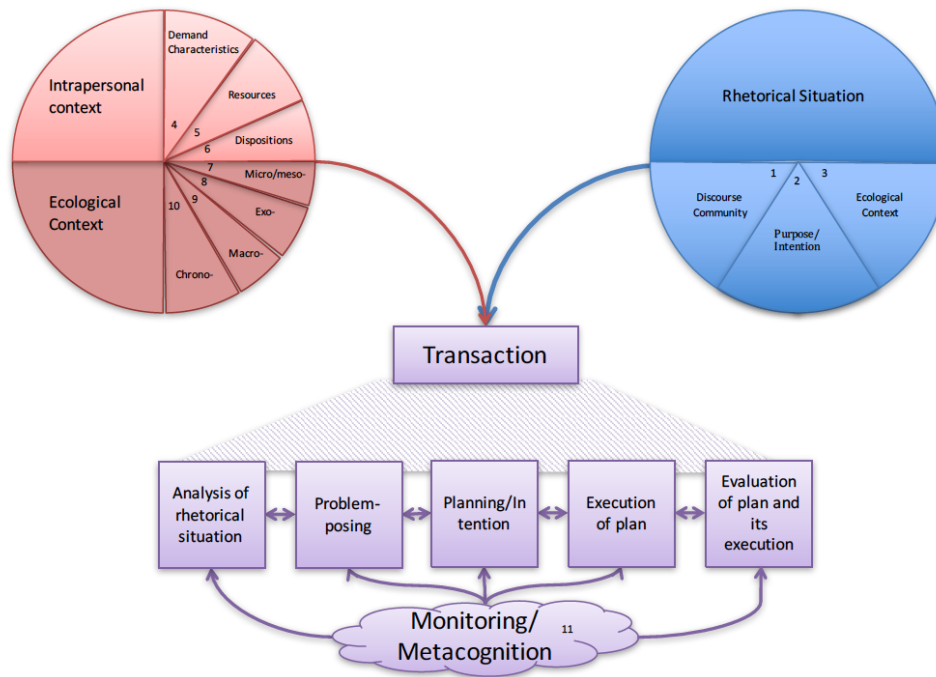 Demand
Characteristics
Intrapersonal
context
Resources
4
5
6
Dispositions
7
Micro/meso-
8
Ecological
Context
10
9
Exo-
Macro-
Chrono-
Rhetorical Situation
1
2
3
Discourse
Community
Ecological
Context
Purpose/
Intention
Transaction
Analysis of
rhetorical
situation
Problem-
posing
Planning/In
tention
Execution
of plan
Evaluation
of plan and
its
execution
Monitoring/
Metacognition
11